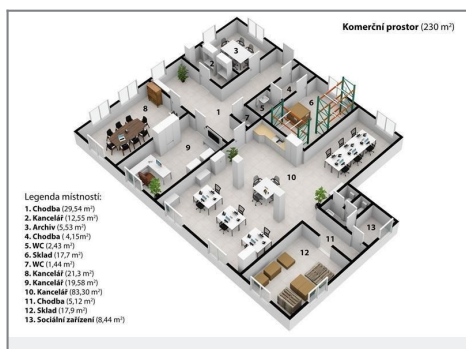 Komerční prostor (230 m²)
3
2
4
8
5
6
1
7
9
10
13
11
12
Legenda místností:
1. Chodba (29,54 m²)
2. Kancelář (12,55 m²)
3. Archiv (5,53 m²)
4. Chodba ( 4,15m²)
5. WC (2,43 m²)
6. Sklad (17,7 m²)
7. WC (1,44 m²)
8. Kancelář (21,3 m²)
9. Kancelář (19,58 m²)
10. Kancelář (83,30 m²)
11. Chodba (5,12 m²)
12. Sklad (17,9 m²)
13. Sociální zařízení (8,44 m²)